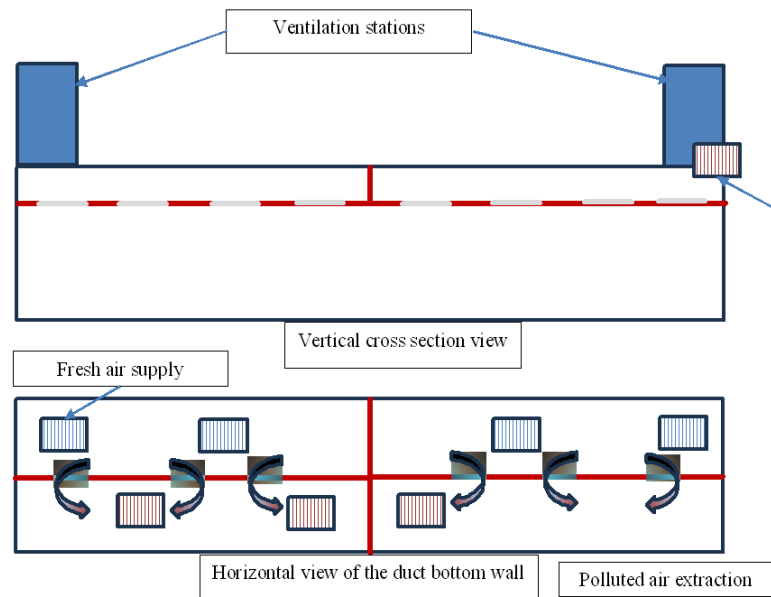 Ventilation stations
Vertical cross section view
Fresh air supply
Horizontal view of the duct bottom wall
Polluted air extraction